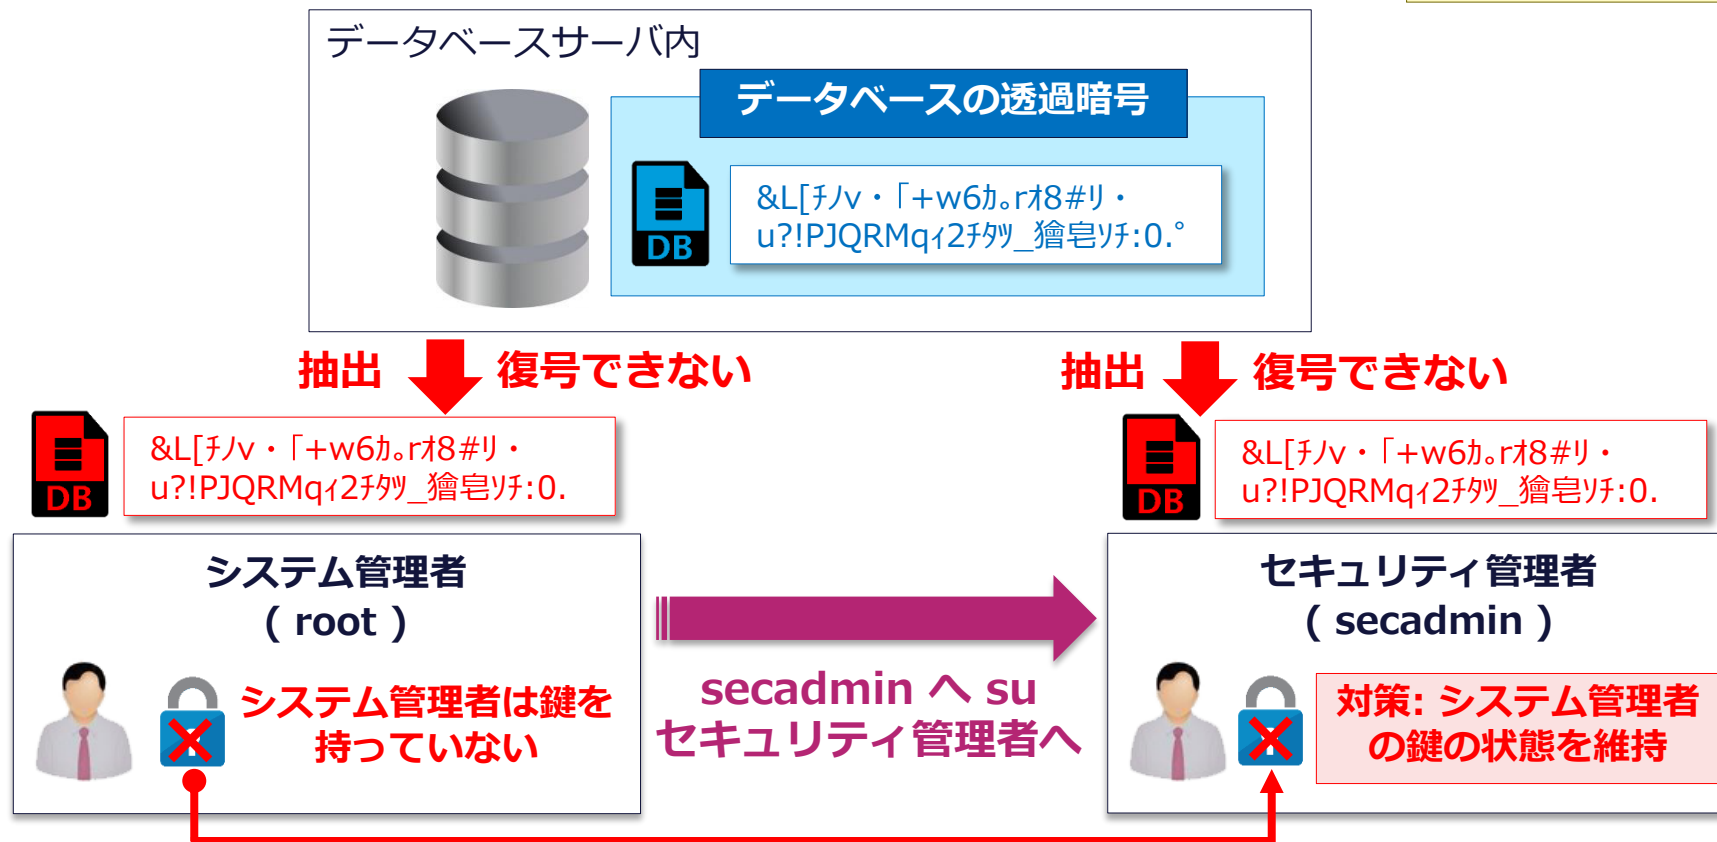 データベースサーバ内
データベースの透過暗号
DB
&L[ﾁﾉv・「+w6ｶ｡rｵ8#ﾘ・
u?!PJQRMqｨ2ﾁﾀﾂ_獪皀ｿﾁ:0.°
抽出
復号できない
抽出
復号できない
DB
&L[ﾁﾉv・「+w6ｶ｡rｵ8#ﾘ・
u?!PJQRMqｨ2ﾁﾀﾂ_獪皀ｿﾁ:0.
DB
&L[ﾁﾉv・「+w6ｶ｡rｵ8#ﾘ・
u?!PJQRMqｨ2ﾁﾀﾂ_獪皀ｿﾁ:0.
システム管理者
( root )
システム管理者は鍵を
持っていない
secadmin へ su
セキュリティ管理者へ
セキュリティ管理者
( secadmin )
対策: システム管理者
の鍵の状態を維持